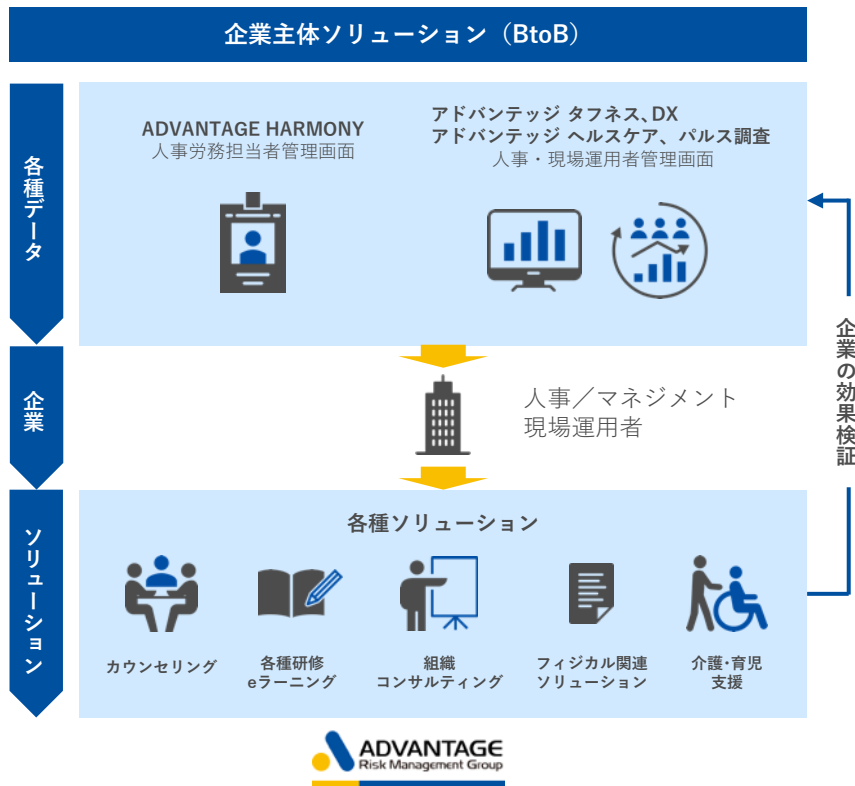 企業主体ソリューション（BtoB）
各種データ
ADVANTAGE HARMONY
人事労務担当者管理画面
アドバンテッジ タフネス、DX
アドバンテッジ ヘルスケア、パルス調査
人事・現場運用者管理画面
企業
人事／マネジメント
現場運用者
企業の効果検証
ソリューション
各種ソリューション
カウンセリング
各種研修
eラーニング
組織
コンサルティング
フィジカル関連
ソリューション
介護・育児
支援
ADVANTAGE
Risk Management Group